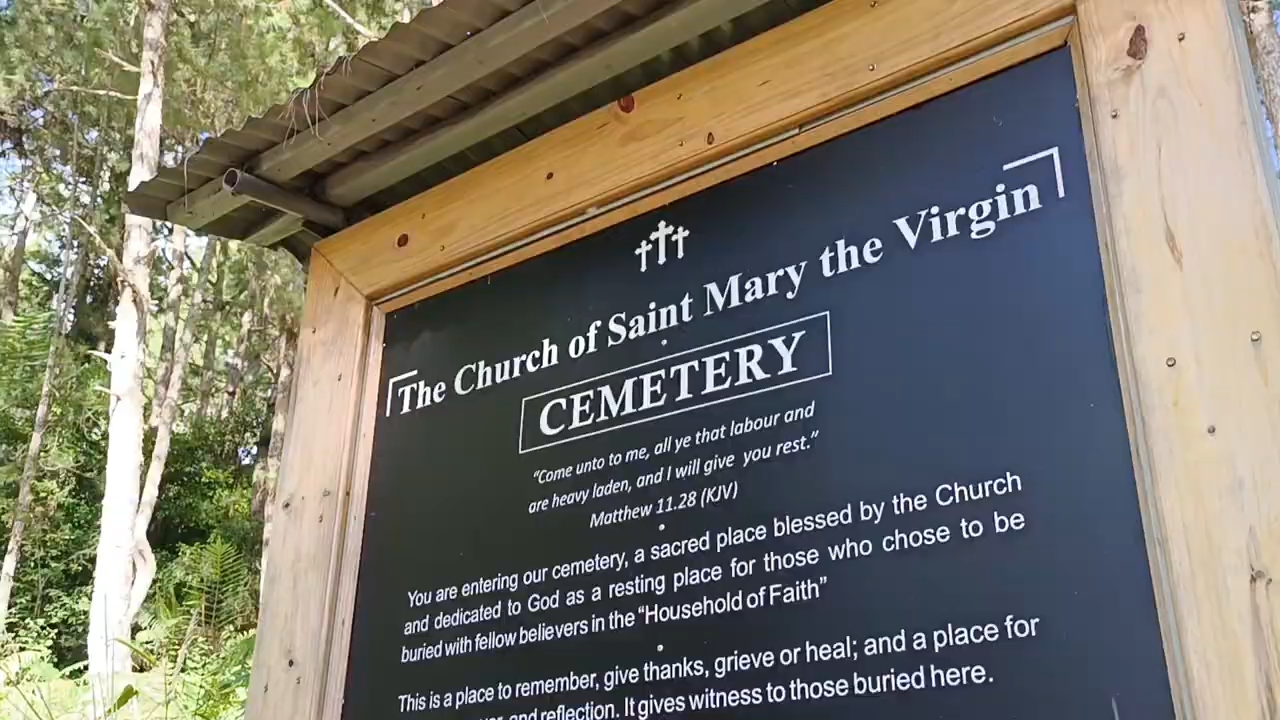 The Church of Saint Mary the Virgin
CEMETERY
“Come unto to me, all ye that labour and
are heavy laden, and I will give you rest.”
Matthew 11.28 (KJV)
You are entering our cemetery, a sacred place blessed by the Church
and dedicated to God as a resting place for those who chose to be
buried with fellow believers in the “Household of Faith”
This is a place to remember, give thanks, grieve or heal; and a place for
and reflection. It gives witness to those buried here.